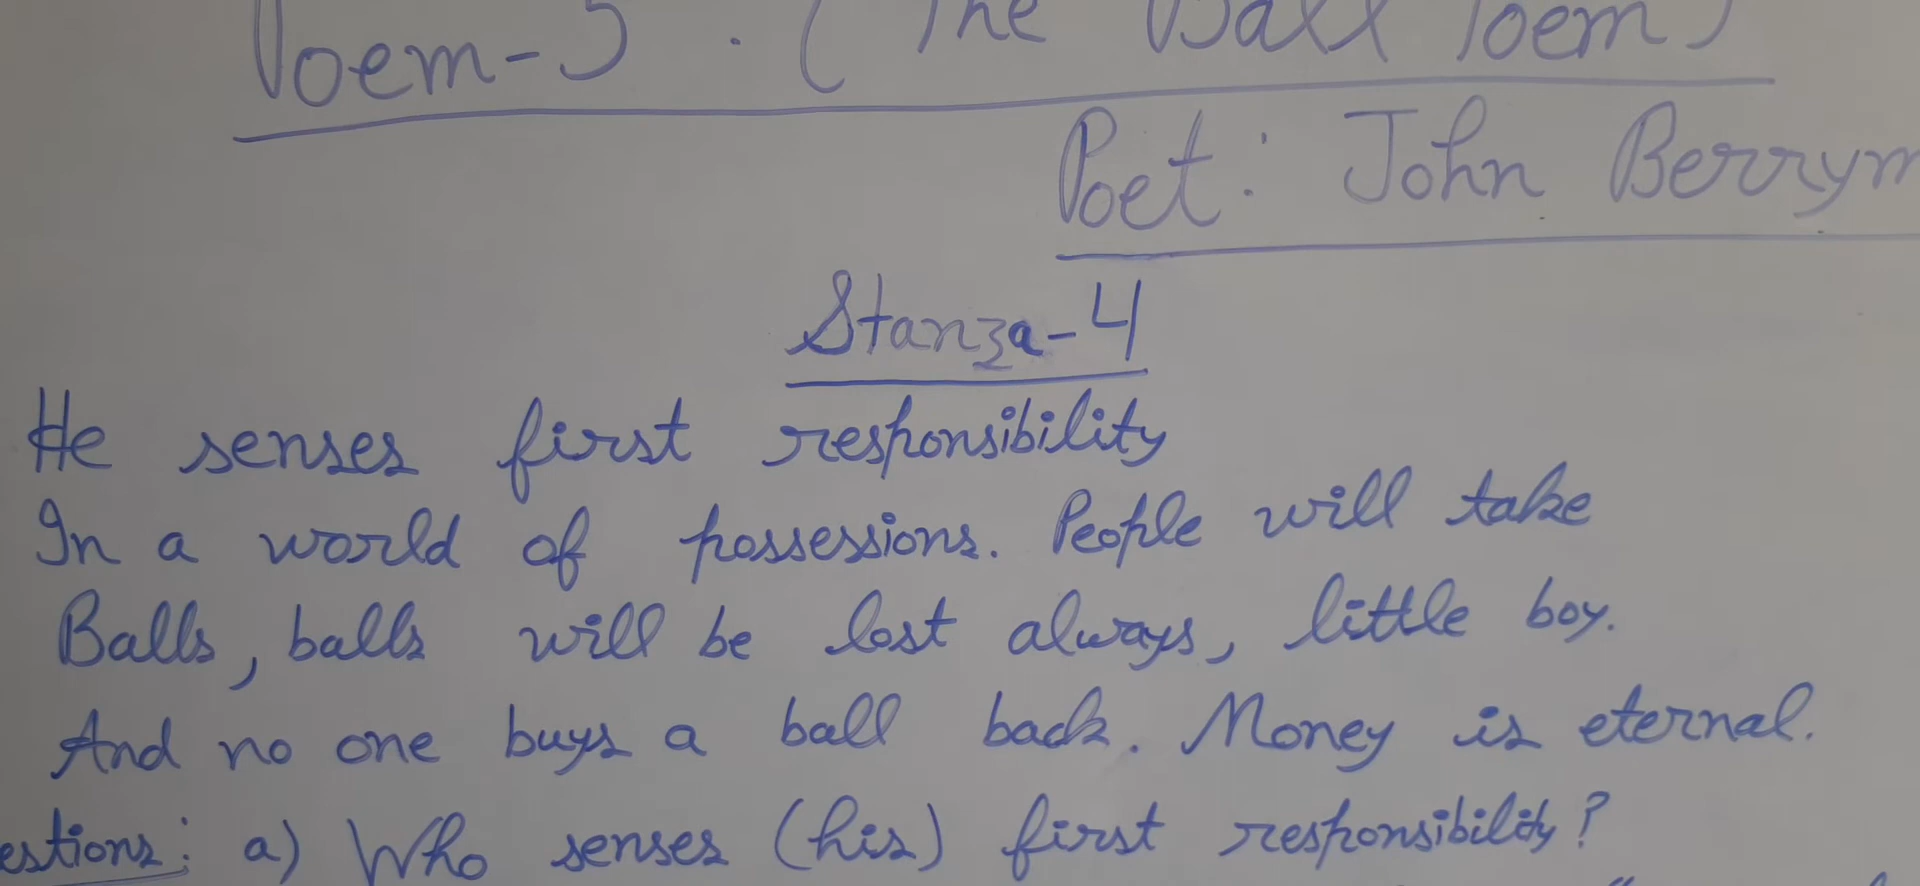 Poem-5. (The Ball Poem)
Poet: John Berrym
Stanza-4
He senses first responsibility
In a world of possessions. People will take
Balls, balls will be lost always, little boy.
And no one buys a ball back. Money is eternal.
estions: a) Who senses (his) first responsibility?